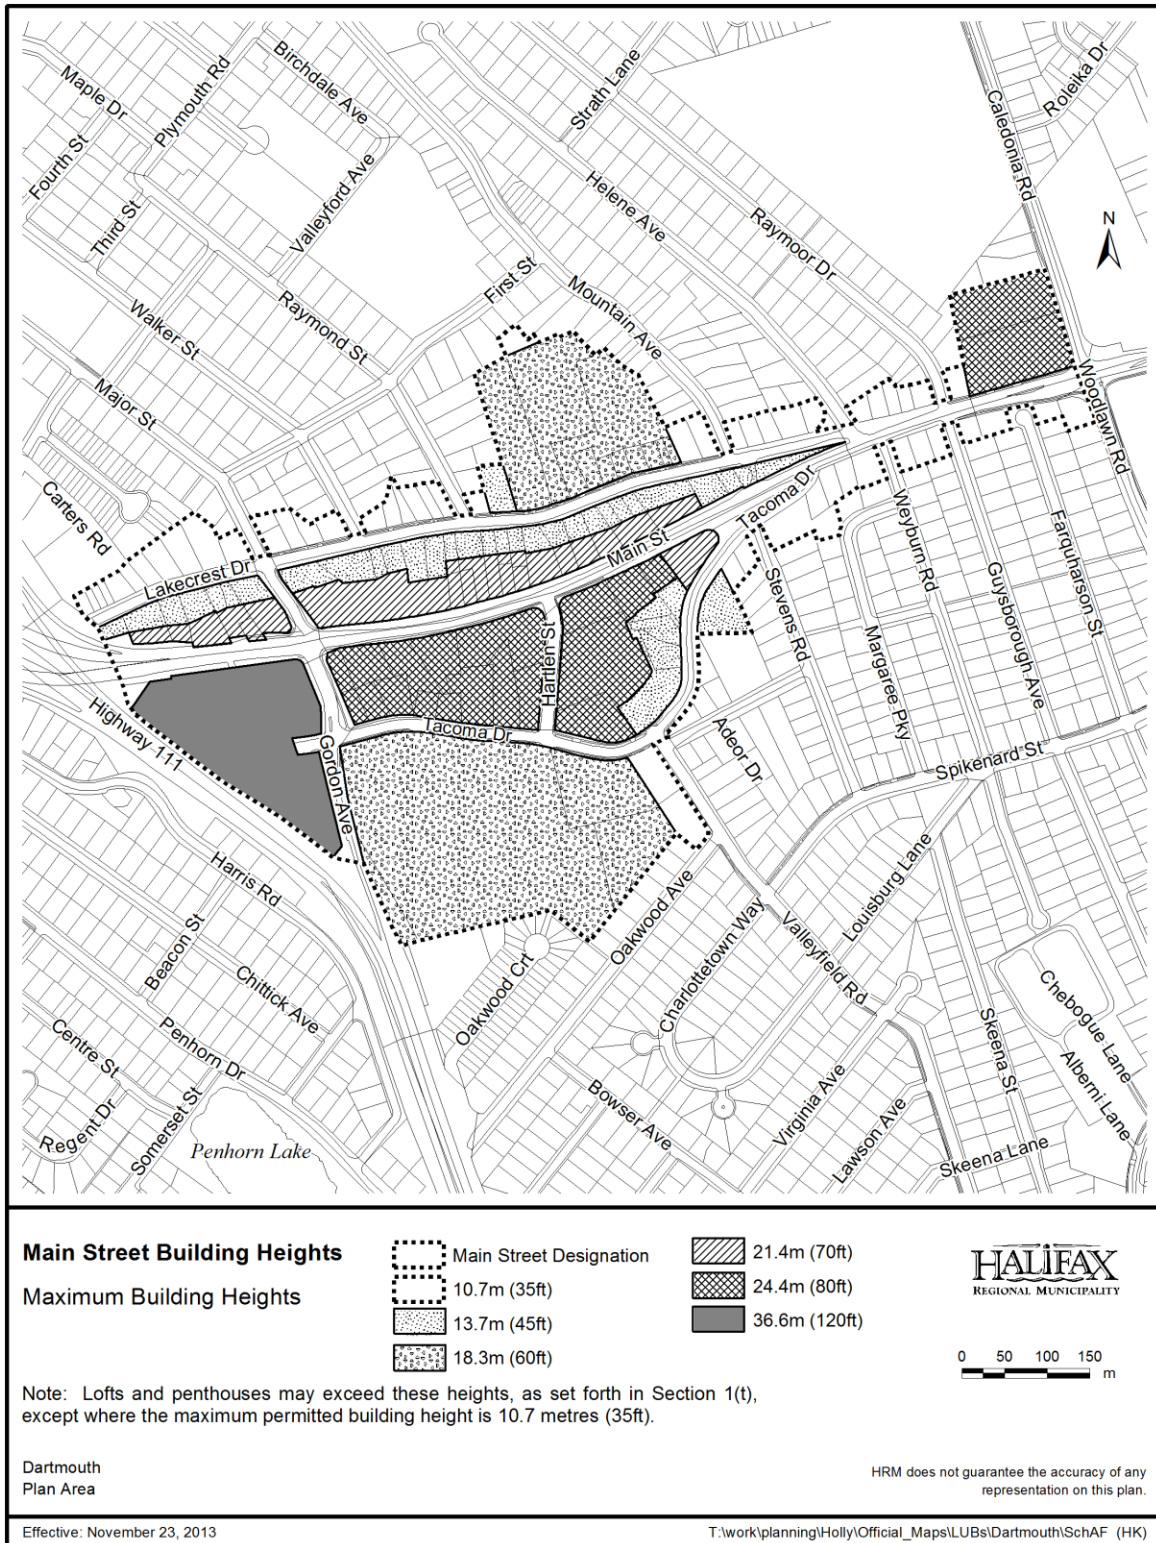 Birchdale Ave
Plymouth Rd
Maple Dr
Strath Lane
Caledonia Rd
Roleika Dr
Fourth St
Third St
Valleyford Ave
Helene Ave
Raymoor Dr
N
First St
Mountain Ave
Walker St
Raymond St
Major St
Woodlawn Rd
Carters Rd
Tacoma Dr
Weyburn Rd
Farquharson St
Main St
Lakecrest Dr
Stevens Rd
Guysborough Ave
Hartlen St
Margaree Pky
Highway 111
Tacoma Dr
Gordon Ave
Adeor Dr
Spikenard St
Harris Rd
Louisburg Lane
Oakwood Ave
Beacon St
Charlottetown Way
Valleyfield Rd
Chittick Ave
Oakwood Crt
Chebogue Lane
Centre St
Penhorn Dr
Skeena St
Alberni Lane
Bowser Ave
Virginia Ave
Regent Dr
Somerset St
Lawson Ave
Penhorn Lake
Skeena Lane
Main Street Building Heights
Maximum Building Heights
Main Street Designation
10.7m (35ft)
13.7m (45ft)
18.3m (60ft)
21.4m (70ft)
24.4m (80ft)
36.6m (120ft)
HALIFAX
REGIONAL MUNICIPALITY
0 50 100 150
m
Note: Lofts and penthouses may exceed these heights, as set forth in Section 1(t),
except where the maximum permitted building height is 10.7 metres (35ft).
Dartmouth
Plan Area
HRM does not guarantee the accuracy of any
representation on this plan.
Effective: November 23, 2013
T:\work\planning\Holly\Official_Maps\LUBs\Dartmouth\SchAF (HK)